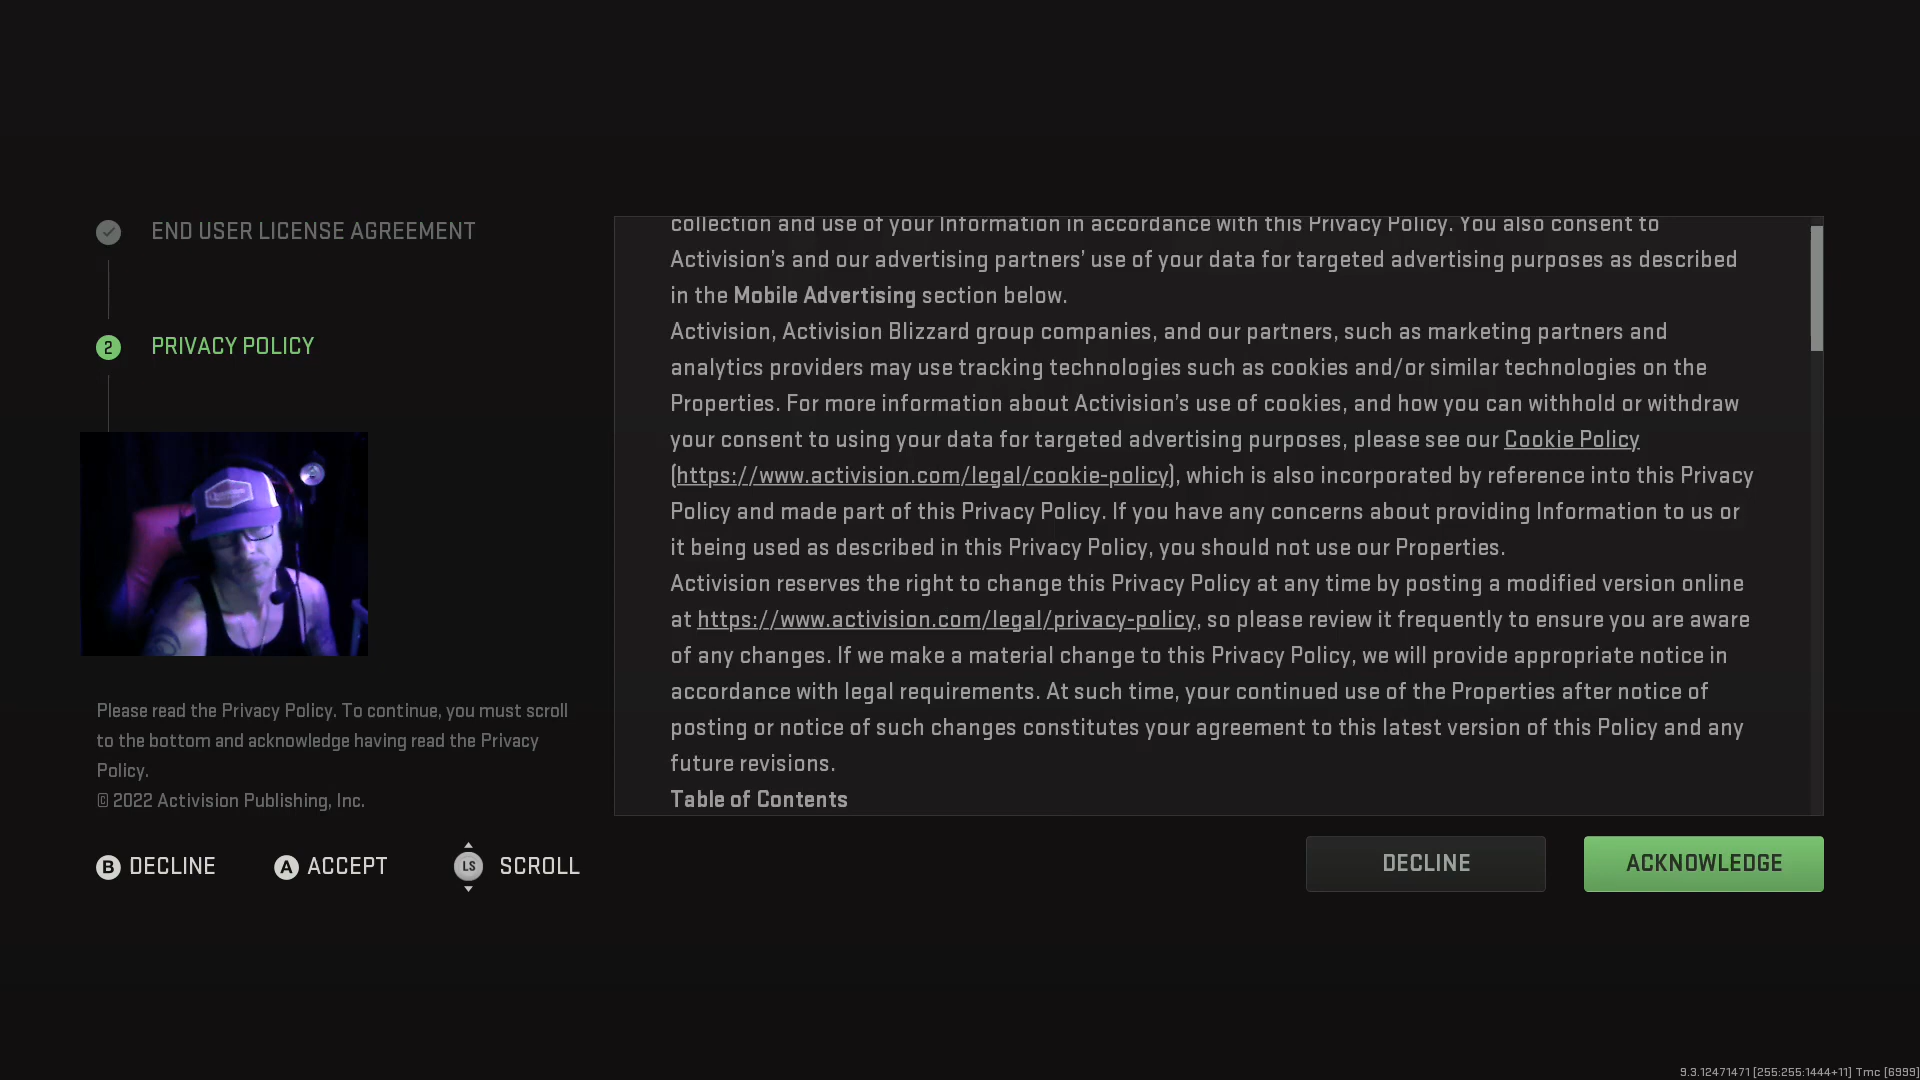 END USER LICENSE AGREEMENT
2 PRIVACY POLICY
collection and use of your Information in accordance with this Privacy Policy. You also consent to
Activision's and our advertising partners' use of your data for targeted advertising purposes as described
in the Mobile Advertising section below.
Activision, Activision Blizzard group companies, and our partners, such as marketing partners and
analytics providers may use tracking technologies such as cookies and/or similar technologies on the
Properties. For more information about Activision's use of cookies, and how you can withhold or withdraw
your consent to using your data for targeted advertising purposes, please see our Cookie Policy
(https://www.activision.com/legal/cookie-policy), which is also incorporated by reference into this Privacy
Policy and made part of this Privacy Policy. If you have any concerns about providing Information to us or
it being used as described in this Privacy Policy, you should not use our Properties.
Activision reserves the right to change this Privacy Policy at any time by posting a modified version online
at https://www.activision.com/legal/privacy-policy, so please review it frequently to ensure you are aware
of any changes. If we make a material change to this Privacy Policy, we will provide appropriate notice in
accordance with legal requirements. At such time, your continued use of the Properties after notice of
posting or notice of such changes constitutes your agreement to this latest version of this Policy and any
future revisions.
Table of Contents
Please read the Privacy Policy. To continue, you must scroll
to the bottom and acknowledge having read the Privacy
Policy.
© 2022 Activision Publishing, Inc.
B DECLINE A ACCEPT LS SCROLL
DECLINE ACKNOWLEDGE
9.3.12471471 [255:255:1444+11] Tmc [6999]